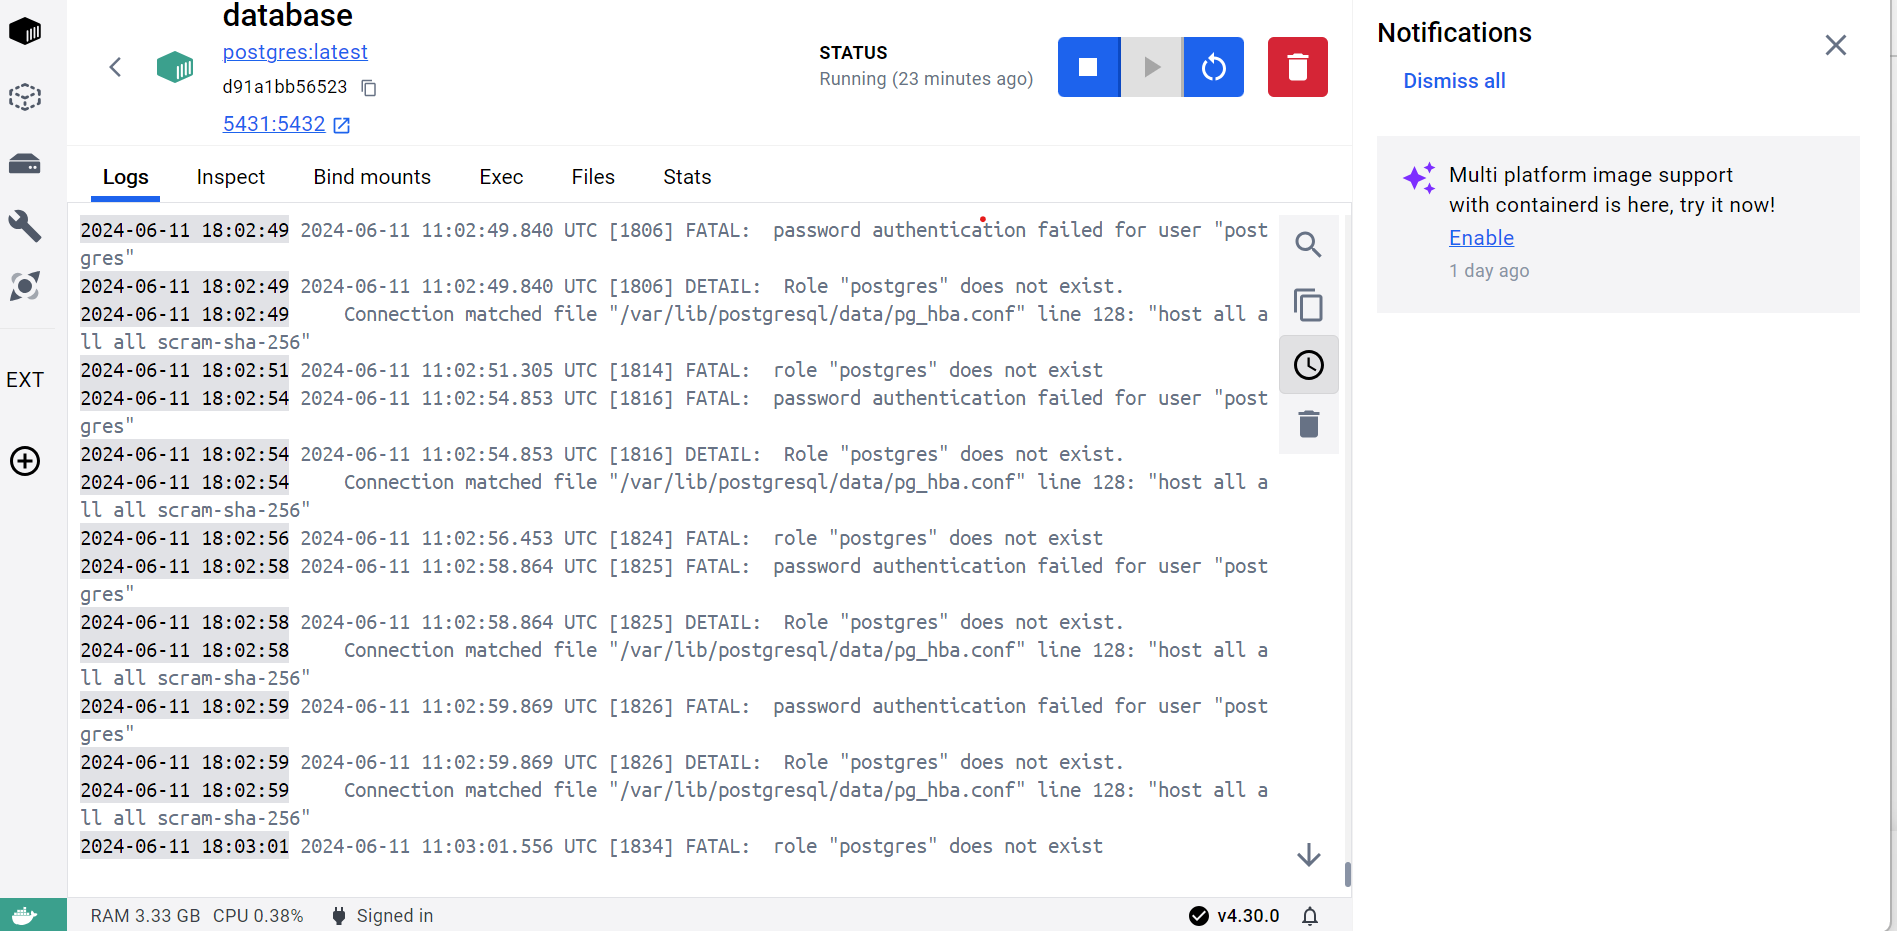 database
postgres:latest
d91a1bb56523
5431:5432
STATUS
Running (23 minutes ago)
Logs Inspect Bind mounts Exec Files Stats
2024-06-11 18:02:49 2024-06-11 11:02:49.840 UTC [1806] FATAL:  password authentication failed for user "post
gres"
2024-06-11 18:02:49 2024-06-11 11:02:49.840 UTC [1806] DETAIL:  Role "postgres" does not exist.
2024-06-11 18:02:49     Connection matched file "/var/lib/postgresql/data/pg_hba.conf" line 128: "host all a
ll all scram-sha-256"
2024-06-11 18:02:51 2024-06-11 11:02:51.305 UTC [1814] FATAL:  role "postgres" does not exist
2024-06-11 18:02:54 2024-06-11 11:02:54.853 UTC [1816] FATAL:  password authentication failed for user "post
gres"
2024-06-11 18:02:54 2024-06-11 11:02:54.853 UTC [1816] DETAIL:  Role "postgres" does not exist.
2024-06-11 18:02:54     Connection matched file "/var/lib/postgresql/data/pg_hba.conf" line 128: "host all a
ll all scram-sha-256"
2024-06-11 18:02:56 2024-06-11 11:02:56.453 UTC [1824] FATAL:  role "postgres" does not exist
2024-06-11 18:02:58 2024-06-11 11:02:58.864 UTC [1825] FATAL:  password authentication failed for user "post
gres"
2024-06-11 18:02:58 2024-06-11 11:02:58.864 UTC [1825] DETAIL:  Role "postgres" does not exist.
2024-06-11 18:02:58     Connection matched file "/var/lib/postgresql/data/pg_hba.conf" line 128: "host all a
ll all scram-sha-256"
2024-06-11 18:02:59 2024-06-11 11:02:59.869 UTC [1826] FATAL:  password authentication failed for user "post
gres"
2024-06-11 18:02:59 2024-06-11 11:02:59.869 UTC [1826] DETAIL:  Role "postgres" does not exist.
2024-06-11 18:02:59     Connection matched file "/var/lib/postgresql/data/pg_hba.conf" line 128: "host all a
ll all scram-sha-256"
2024-06-11 18:03:01 2024-06-11 11:03:01.556 UTC [1834] FATAL:  role "postgres" does not exist
EXT
RAM 3.33 GB CPU 0.38% Signed in
v4.30.0
Notifications
Dismiss all
Multi platform image support
with containerd is here, try it now!
Enable
1 day ago